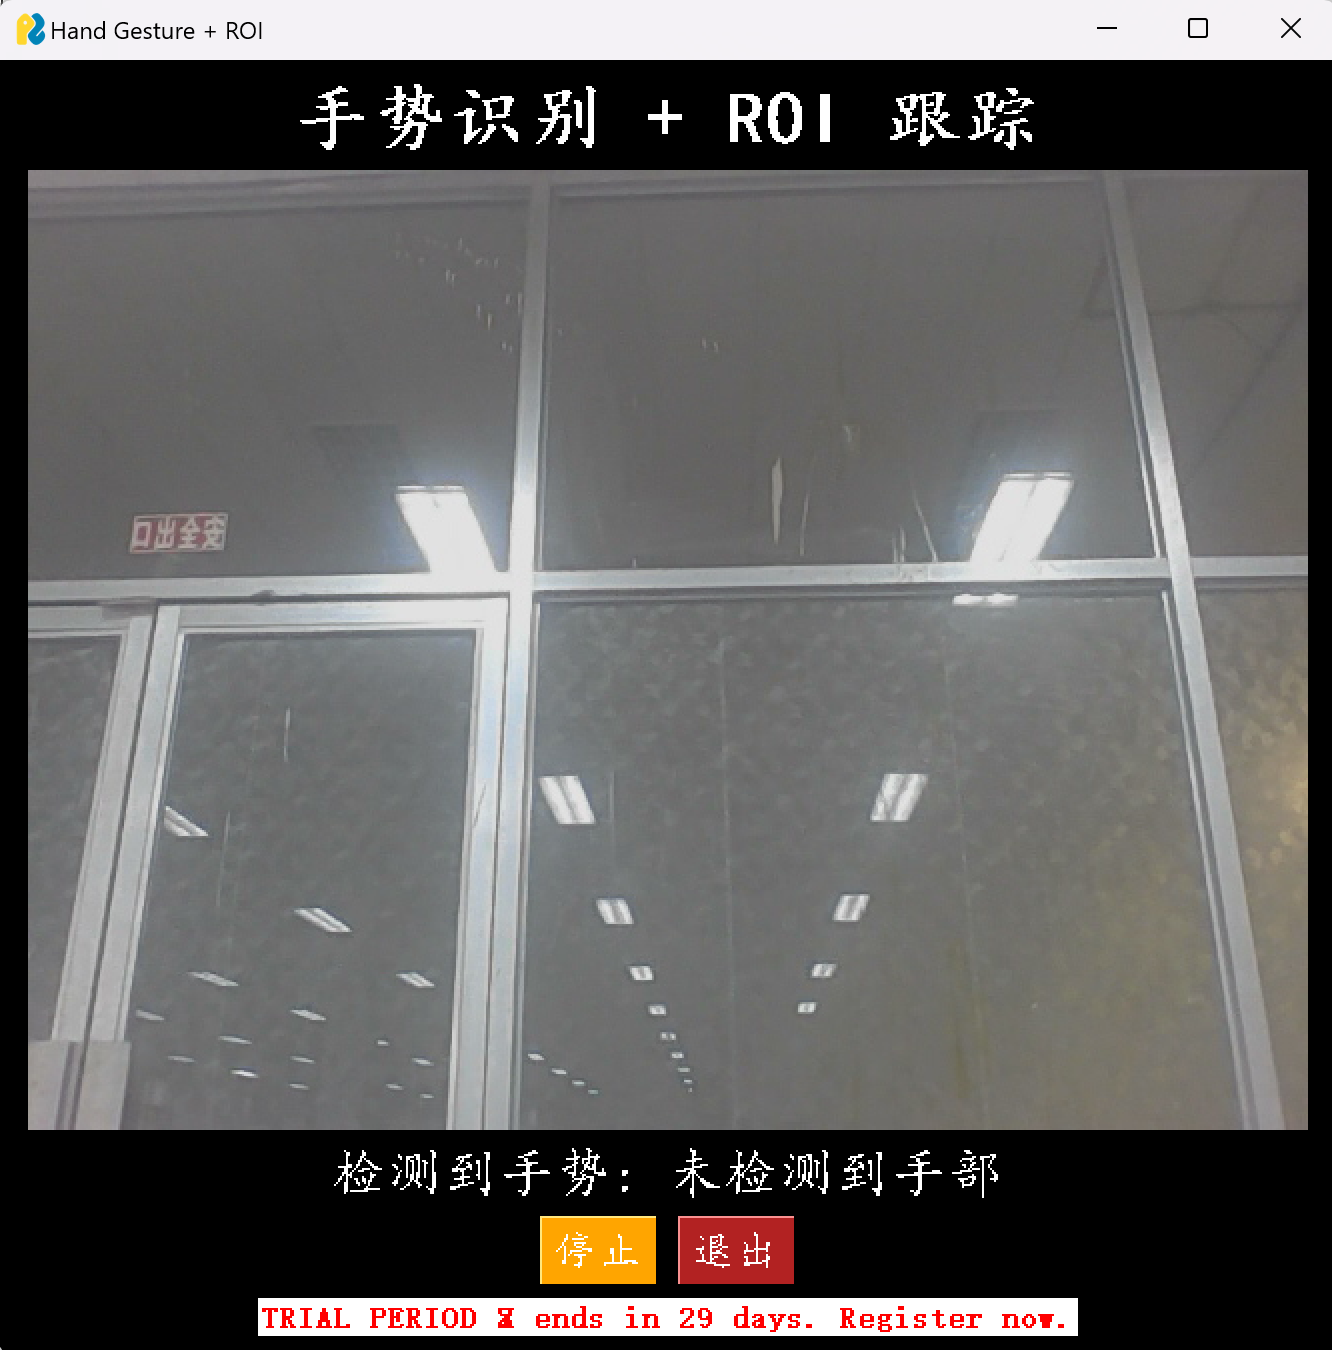 Hand Gesture + ROI
手势识别 + ROI 跟踪
口出全安
检测到手势: 未检测到手部
停止 退出
TRIAL PERIOD ends in 29 days. Register now.